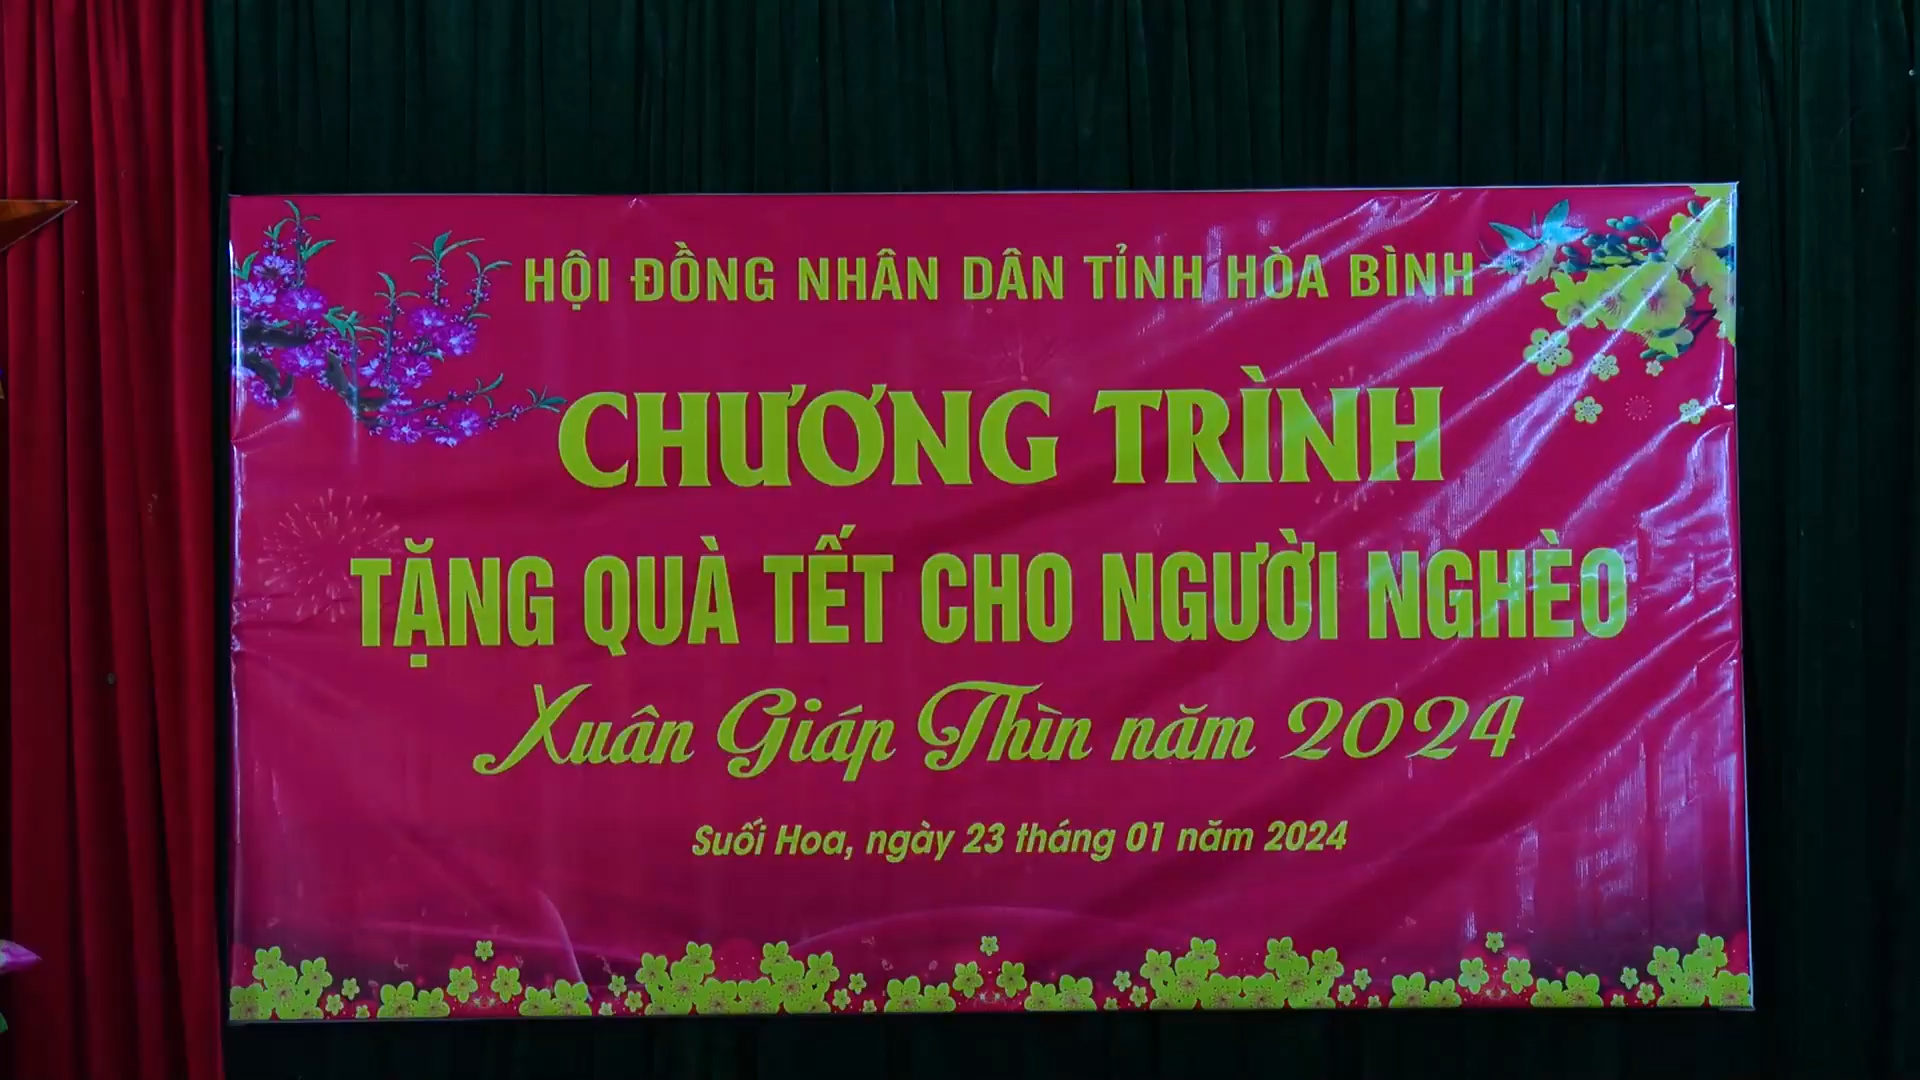 HỘI ĐỒNG NHÂN DÂN TỈNH HÒA BÌNH
CHƯƠNG TRÌNH
TẶNG QUÀ TẾT CHO NGƯỜI NGHÈO
Xuân Giáp Thìn năm 2024
Suối Hoa, ngày 23 tháng 01 năm 2024